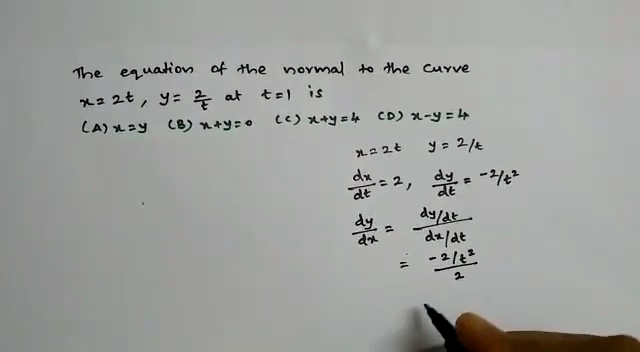 The equation of the normal to the curve
x = 2t, y = 2/t at t=1 is
(A) x=y (B) x+y=0 (C) x+y=4 (D) x-y=4
x = 2t y = 2/t
dx/dt = 2, dy/dt = -2/t²
dy/dx = (dy/dt)/(dx/dt)
= (-2/t²)/2